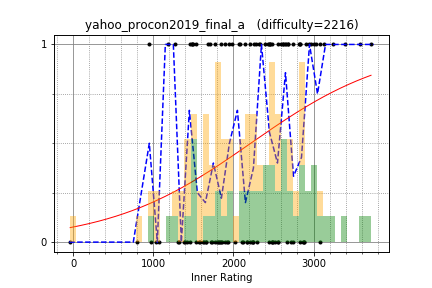 yahoo_procon2019_final_a (difficulty=2216)
1
0
0 1000 2000 3000
Inner Rating